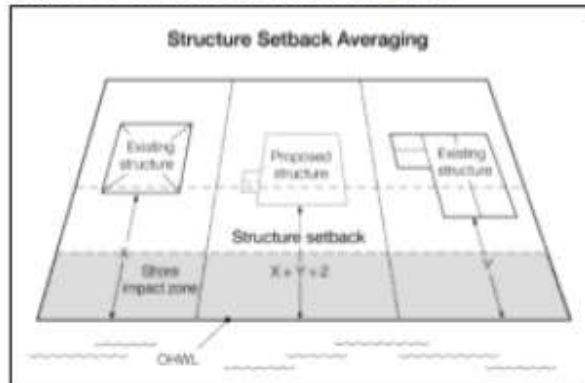 Structure Setback Averaging
Existing
structure
Proposed
structure
Existing
structure
Structure setback
X
Shore
impact zone
X + Y ÷ 2
Y
OHWL